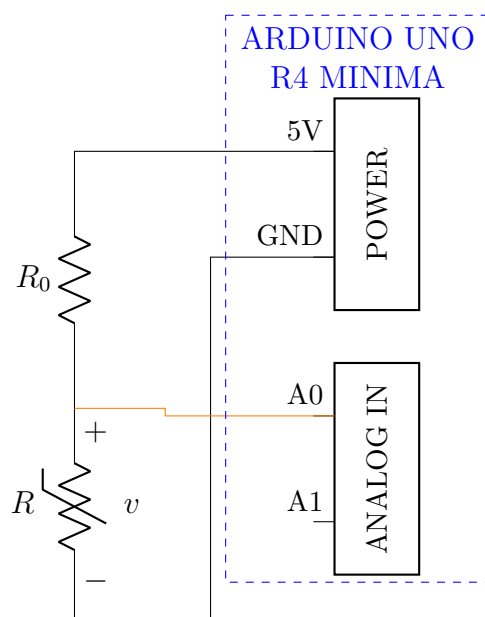 ARDUINO UNO
R4 MINIMA
5V
POWER
GND
R₀
A0
ANALOG IN
+
R
v
A1
−